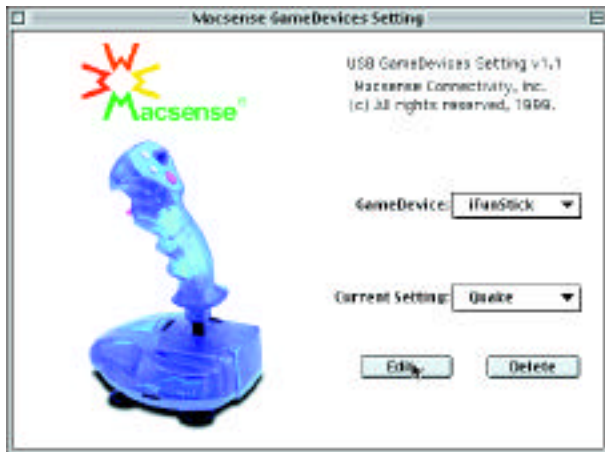 Macsense GameDevices Setting
Macsense®
USB GameDevices Setting v1.1
Macsense Connectivity, Inc.
(c) All rights reserved, 1999.
GameDevice: iFunStick
Current Setting: Quake
Edit Delete